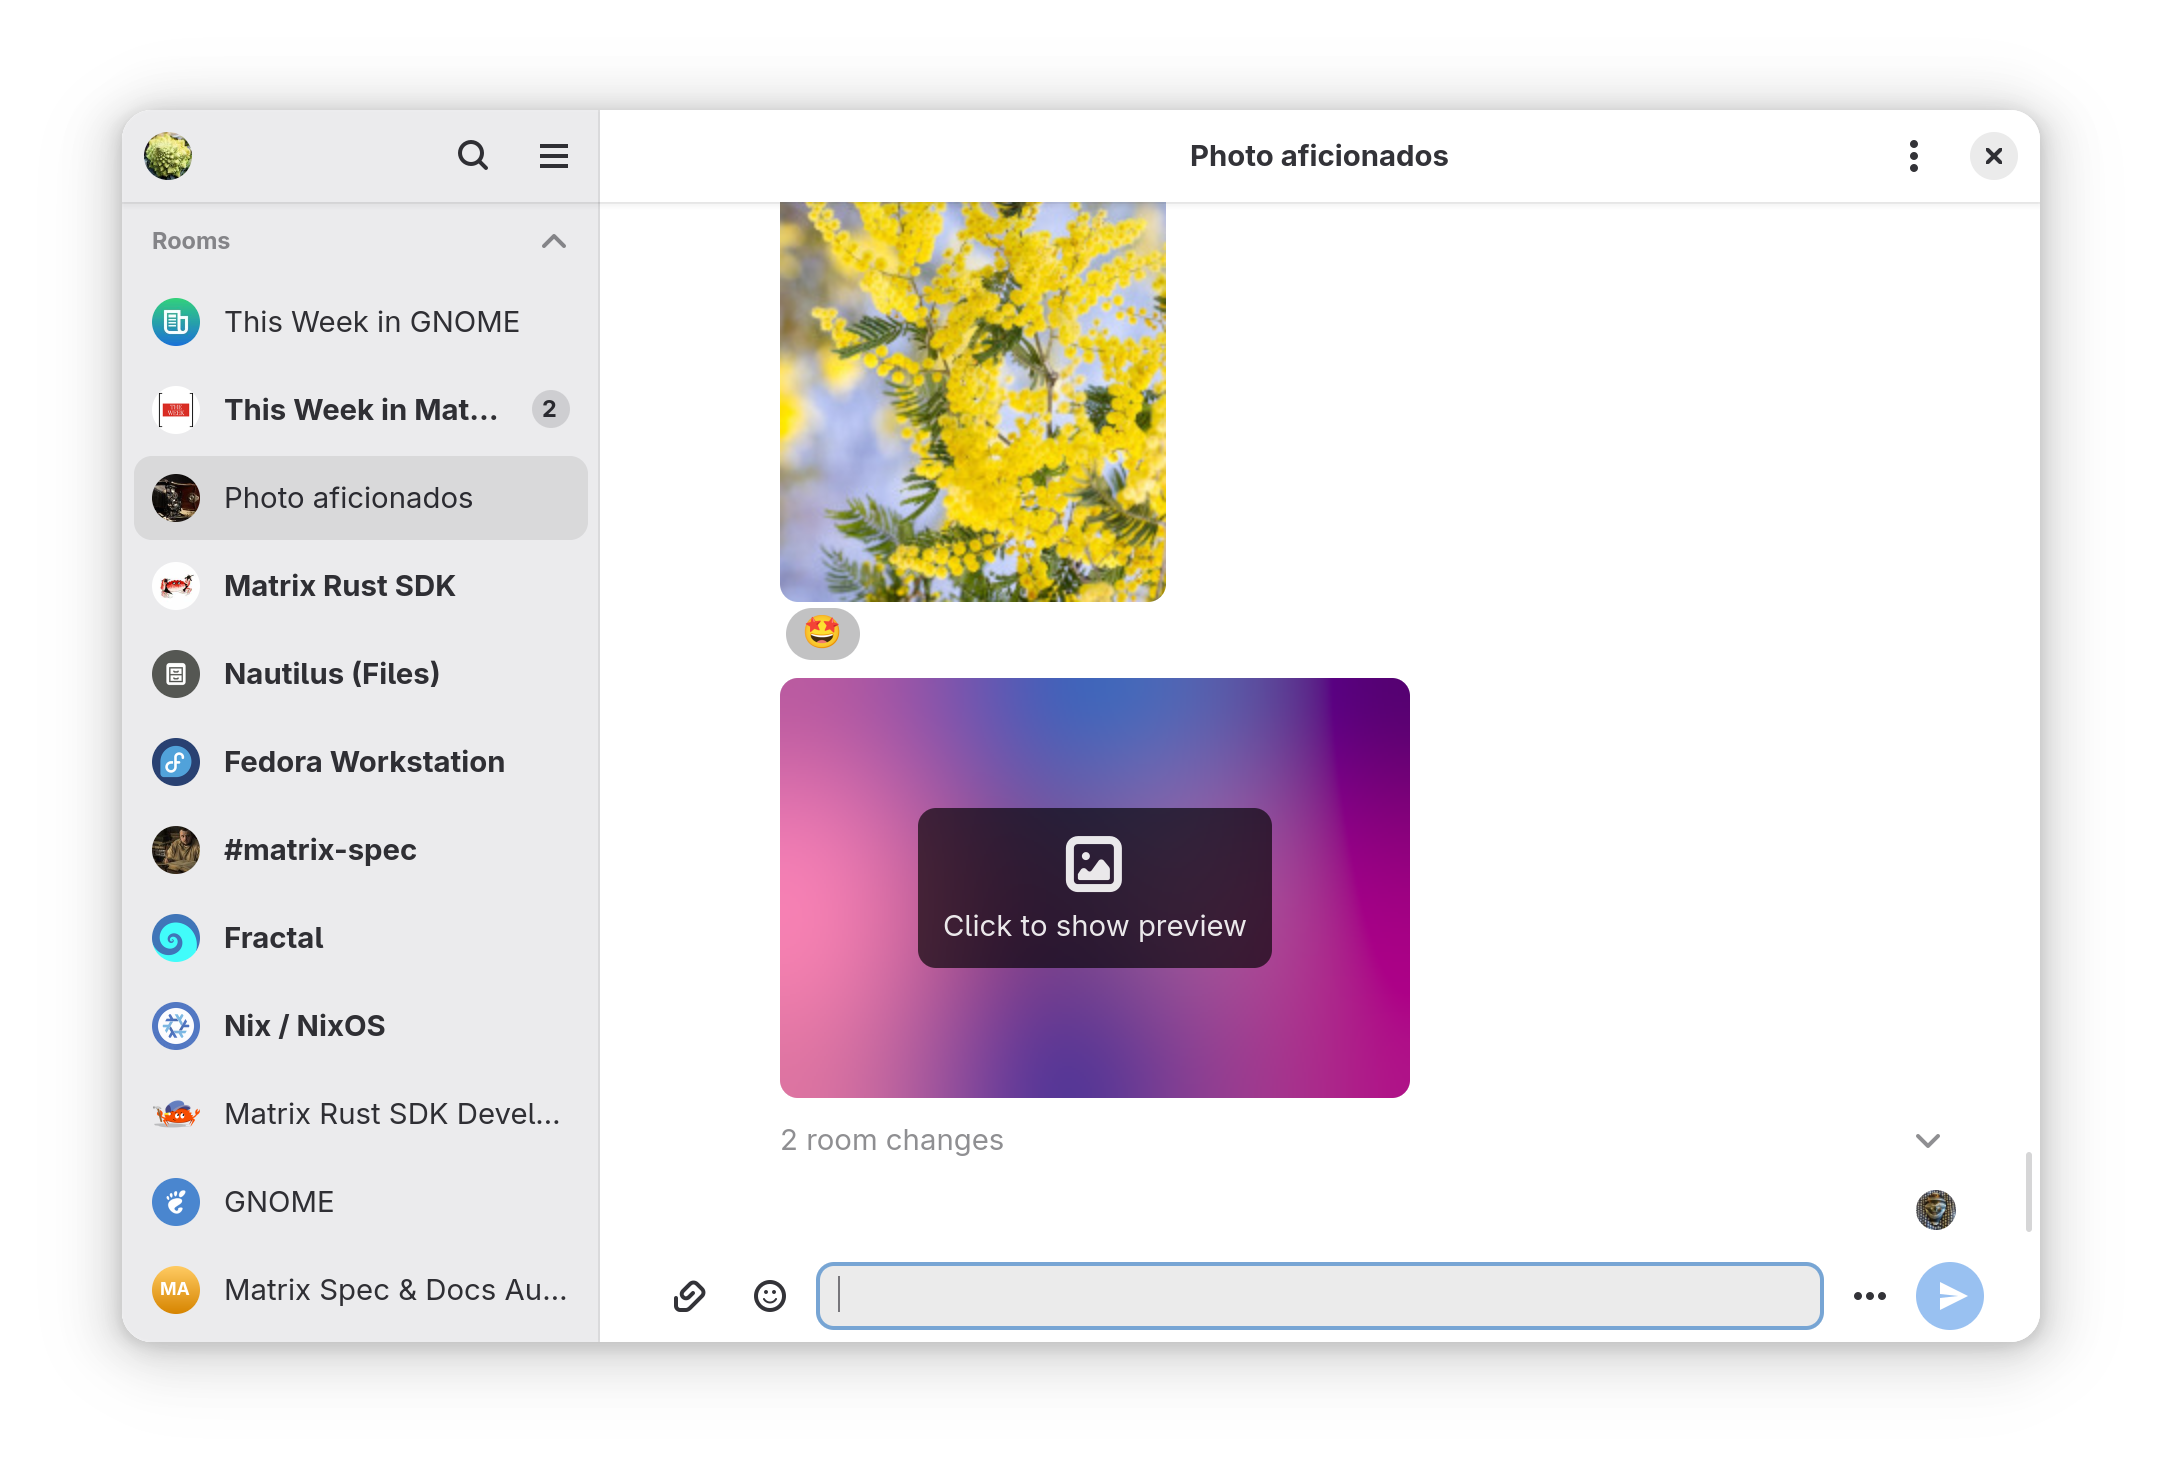 Photo aficionados
Rooms
This Week in GNOME
This Week in Mat...
2
Photo aficionados
Matrix Rust SDK
Nautilus (Files)
Fedora Workstation
#matrix-spec
Fractal
Nix / NixOS
Matrix Rust SDK Devel...
GNOME
MA
Matrix Spec & Docs Au...
Click to show preview
2 room changes